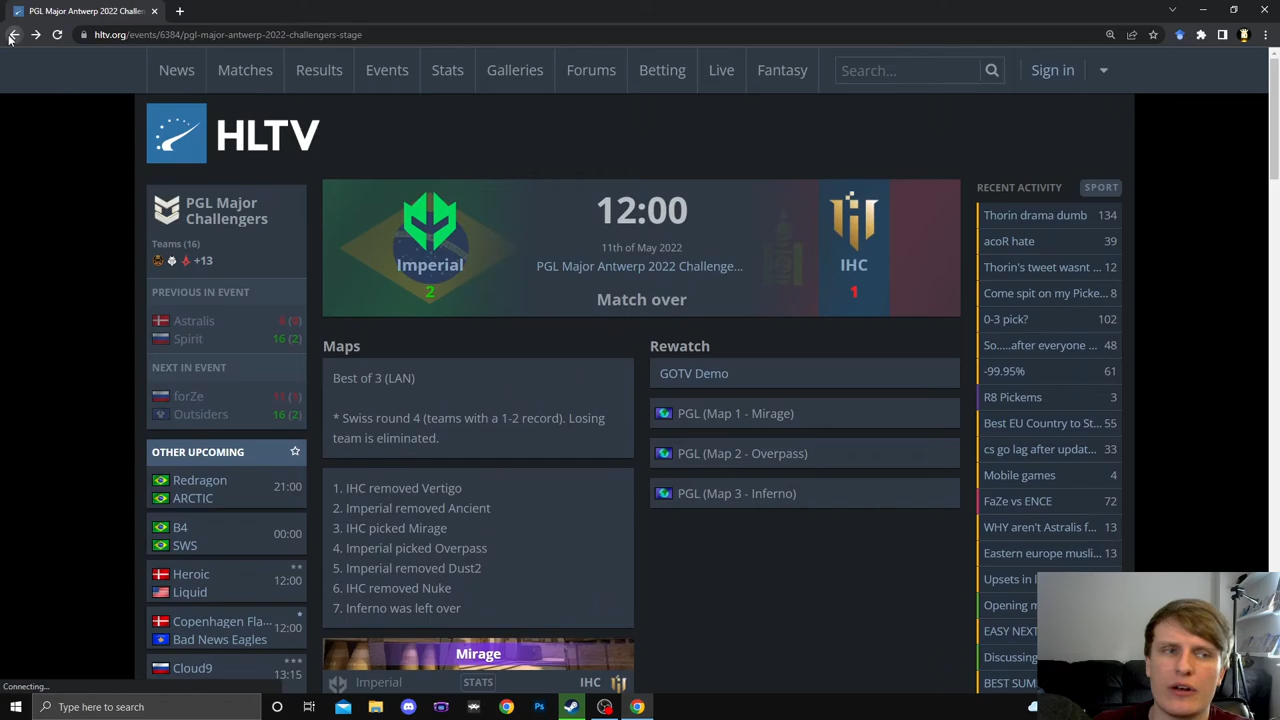 PGL Major Antwerp 2022 Challen
hltv.org/events/6384/pgl-major-antwerp-2022-challengers-stage
News
Matches
Results
Events
Stats
Galleries
Forums
Betting
Live
Fantasy
Search...
Sign in
HLTV
PGL Major
Challengers
Teams (16)
+13
PREVIOUS IN EVENT
Astralis
Spirit 16 (2)
NEXT IN EVENT
forZe
Outsiders 16 (2)
OTHER UPCOMING
Redragon
ARCTIC
21:00
B4
SWS
00:00
Heroic
Liquid
12:00
Copenhagen Fla...
Bad News Eagles
12:00
Cloud9
13:15
Imperial
2
12:00
11th of May 2022
PGL Major Antwerp 2022 Challenge...
Match over
IHC
1
Maps
Best of 3 (LAN)
* Swiss round 4 (teams with a 1-2 record). Losing
team is eliminated.
1. IHC removed Vertigo
2. Imperial removed Ancient
3. IHC picked Mirage
4. Imperial picked Overpass
5. Imperial removed Dust2
6. IHC removed Nuke
7. Inferno was left over
Mirage
Imperial
STATS
IHC
Rewatch
GOTV Demo
PGL (Map 1 - Mirage)
PGL (Map 2 - Overpass)
PGL (Map 3 - Inferno)
RECENT ACTIVITY
SPORT
Thorin drama dumb 134
acoR hate 39
Thorin's tweet wasnt ... 12
Come spit on my Picke... 8
0-3 pick? 102
So.....after everyone ... 48
-99.95% 61
R8 Pickems 3
Best EU Country to St... 55
cs go lag after updat... 33
Mobile games 4
FaZe vs ENCE 72
WHY aren't Astralis f... 13
Eastern europe musli... 13
Upsets in
Opening
EASY NEXT
Discussing
BEST SUM
Connecting...
Type here to search